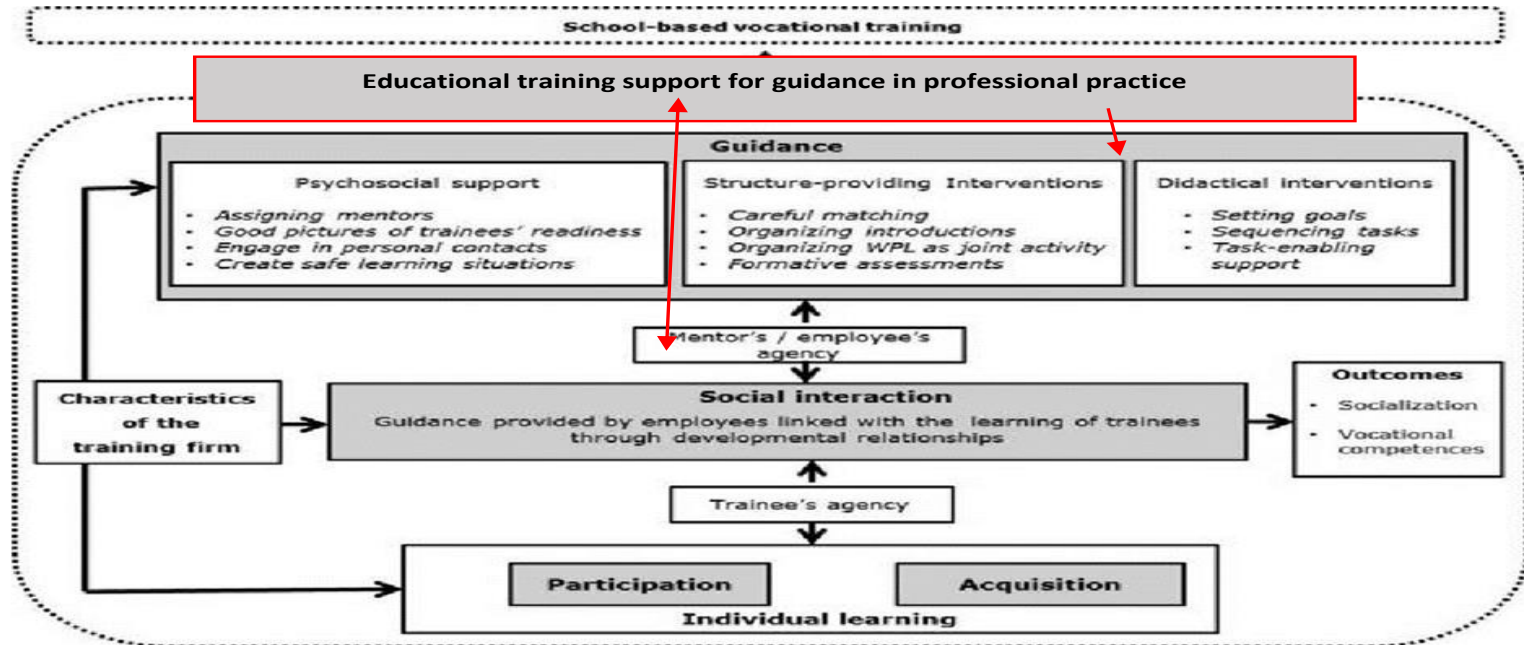 School-based vocational training
Educational training support for guidance in professional practice
Guidance
Psychosocial support
• Assigning mentors
• Good pictures of trainees' readiness
• Engage in personal contacts
• Create safe learning situations
Structure-providing Interventions
• Careful matching
• Organizing introductions
• Organizing WPL as joint activity
• Formative assessments
Didactical interventions
• Setting goals
• Sequencing tasks
• Task-enabling
support
Mentor's / employee's
agency
Characteristics
of the
training firm
Social interaction
Guidance provided by employees linked with the learning of trainees
through developmental relationships
Outcomes
• Socialization
• Vocational
competences
Trainee's agency
Participation
Acquisition
Individual learning